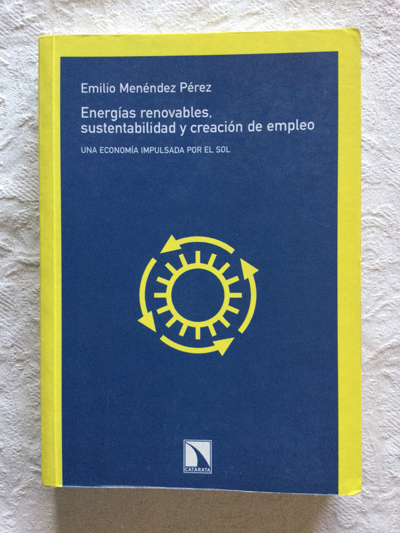 Emilio Menéndez Pérez
Energías renovables,
sustentabilidad y creación de empleo
UNA ECONOMÍA IMPULSADA POR EL SOL
CATARATA